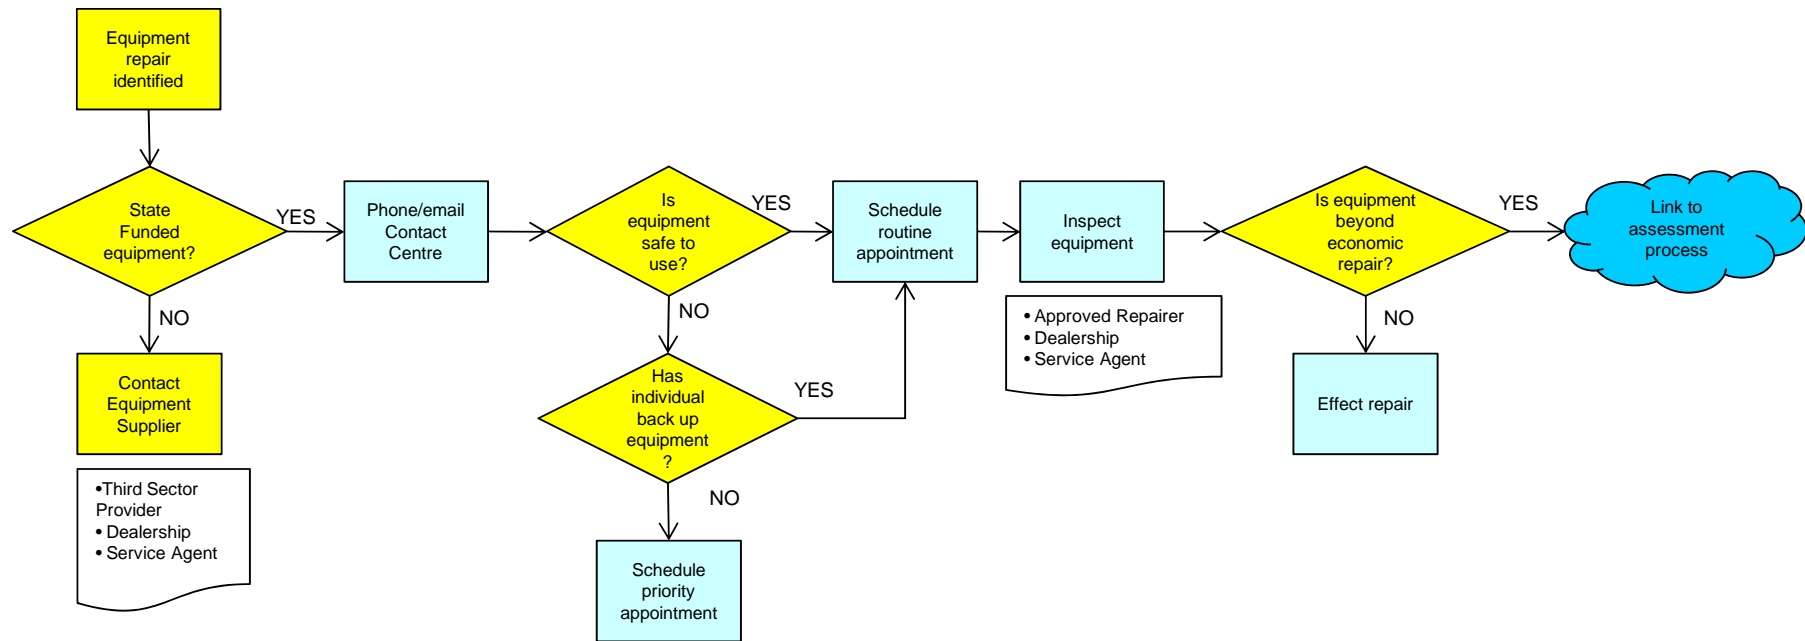 Equipment
repair
identified
State
Funded
equipment?
YES
NO
Contact
Equipment
Supplier
•Third Sector
Provider
• Dealership
• Service Agent
Phone/email
Contact
Centre
Is
equipment
safe to
use?
YES
NO
Has
individual
back up
equipment
?
YES
NO
Schedule
priority
appointment
Schedule
routine
appointment
Inspect
equipment
• Approved Repairer
• Dealership
• Service Agent
Is equipment
beyond
economic
repair?
YES
NO
Effect repair
Link to
assessment
process